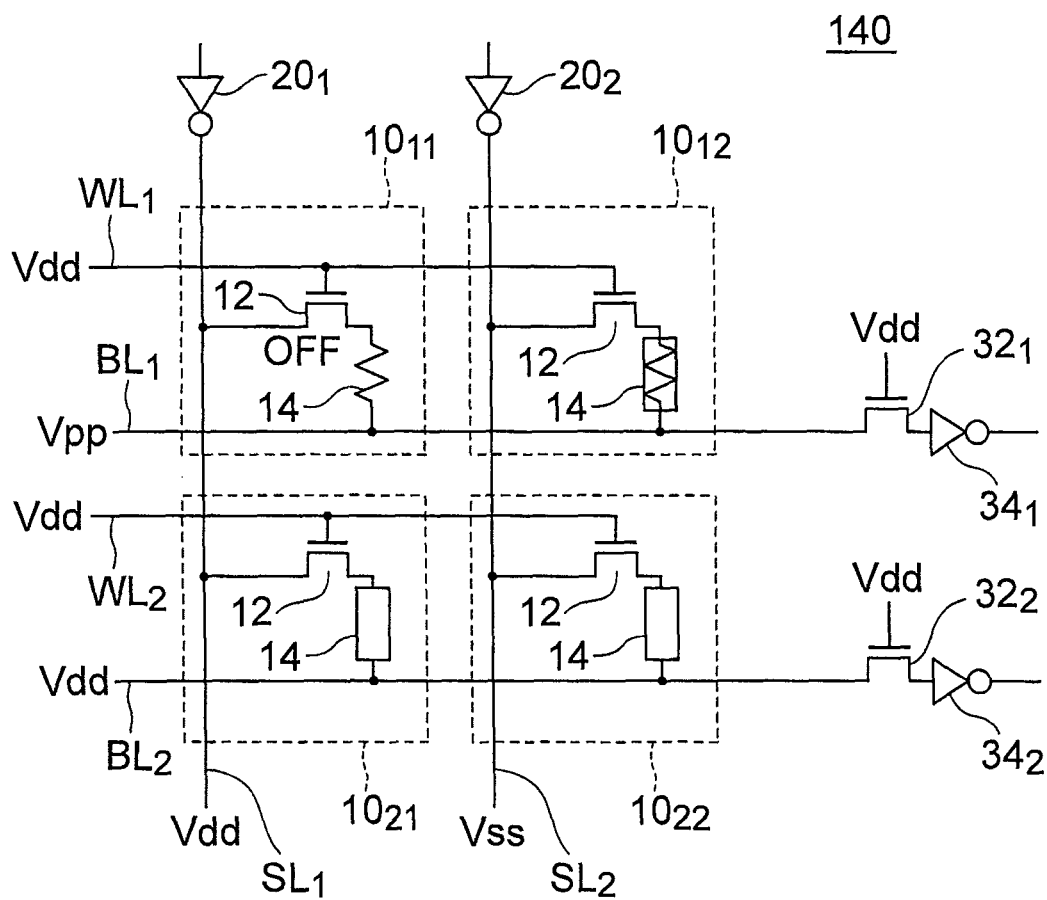 140
20₁
20₂
10₁₁
10₁₂
WL₁
Vdd
12
OFF
12
Vdd
32₁
BL₁
14
14
Vpp
34₁
Vdd
WL₂
12
12
Vdd
32₂
14
14
Vdd
BL₂
34₂
10₂₁
10₂₂
Vdd
Vss
SL₁
SL₂